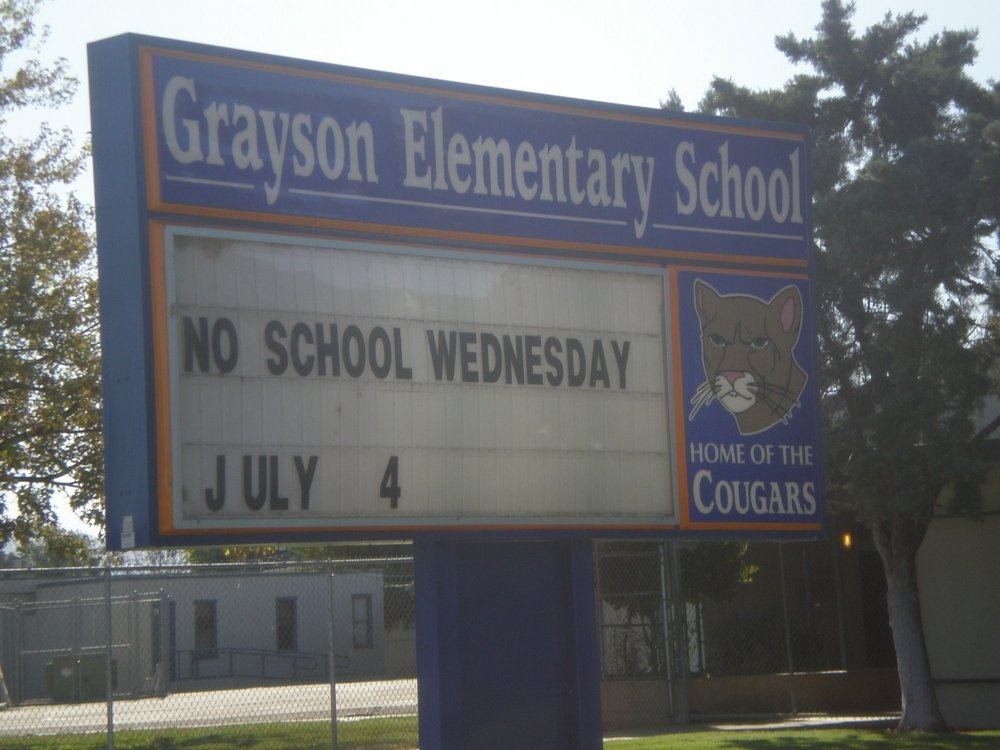 Grayson Elementary School
NO SCHOOL WEDNESDAY
JULY 4
HOME OF THE
COUGARS